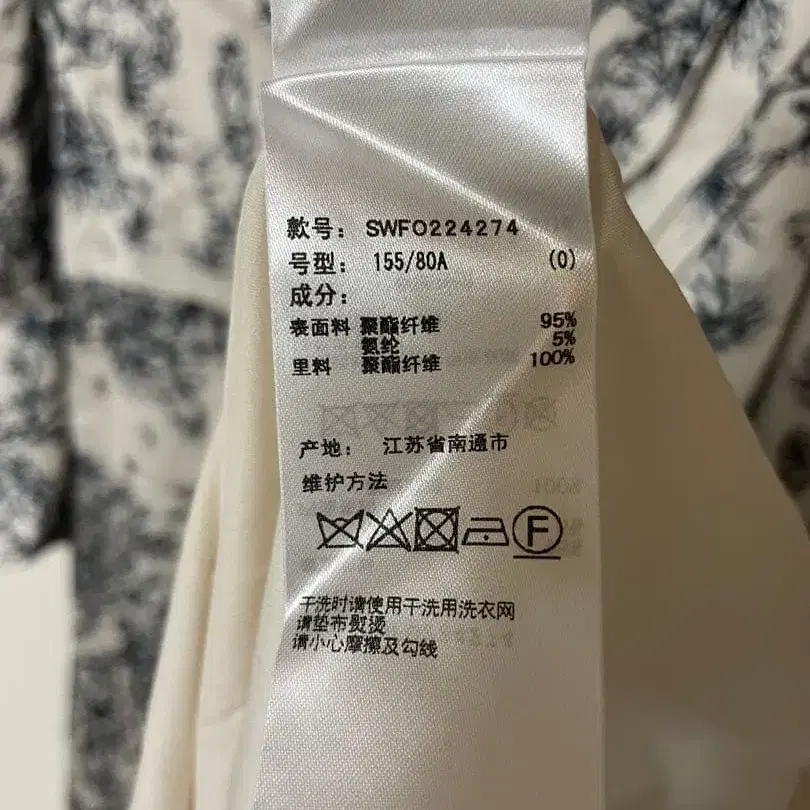 款号： SWF0224274
号型： 155/80A (0)
成分：
表面料 聚酯纤维 95%
氨纶 5%
里料 聚酯纤维 100%
产地： 江苏省南通市
维护方法
F
干洗时请使用干洗用洗衣网
请垫布熨烫
请小心摩擦及勾线